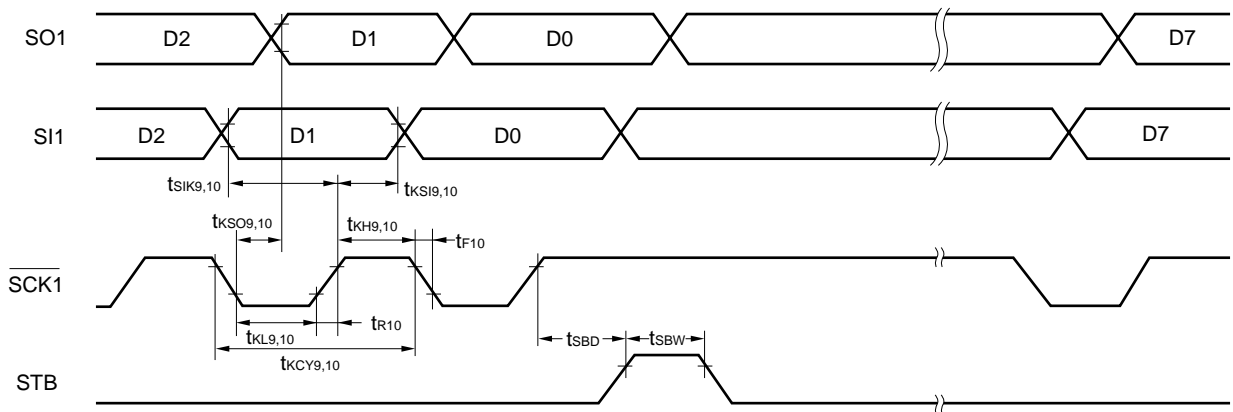 SO1 D2 D1 D0 D7
SI1 D2 D1 D0 D7
tSIK9,10 tKSI9,10
tKSO9,10 tKH9,10 tF10
SCK1
tKL9,10 tR10 tSBD tSBW
tKCY9,10
STB